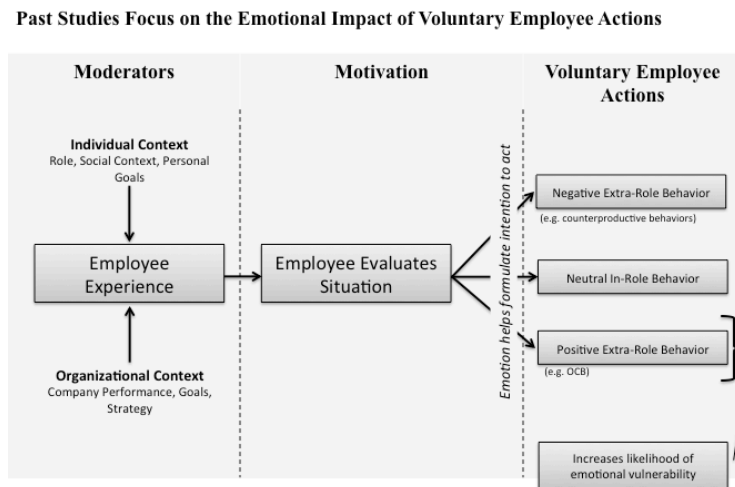 Past Studies Focus on the Emotional Impact of Voluntary Employee Actions
Moderators
Motivation
Voluntary Employee
Actions
Individual Context
Role, Social Context, Personal
Goals
Employee
Experience
Organizational Context
Company Performance, Goals,
Strategy
Employee Evaluates
Situation
Emotion helps formulate intention to act
Negative Extra-Role Behavior
(e.g. counterproductive behaviors)
Neutral In-Role Behavior
Positive Extra-Role Behavior
(e.g. OCB)
Increases likelihood of
emotional vulnerability